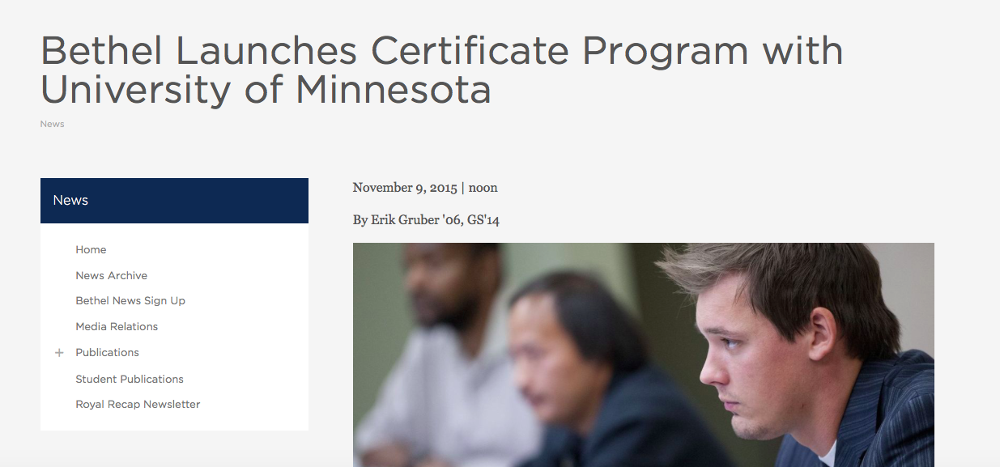 Bethel Launches Certificate Program with
University of Minnesota
News
News
Home
News Archive
Bethel News Sign Up
Media Relations
+ Publications
Student Publications
Royal Recap Newsletter
November 9, 2015 | noon
By Erik Gruber '06, GS'14